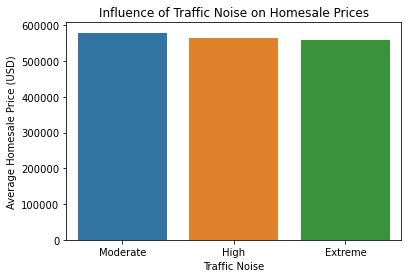 Influence of Traffic Noise on Homesale Prices
Average Homesale Price (USD)
600000
500000
400000
300000
200000
100000
0
Moderate
High
Extreme
Traffic Noise